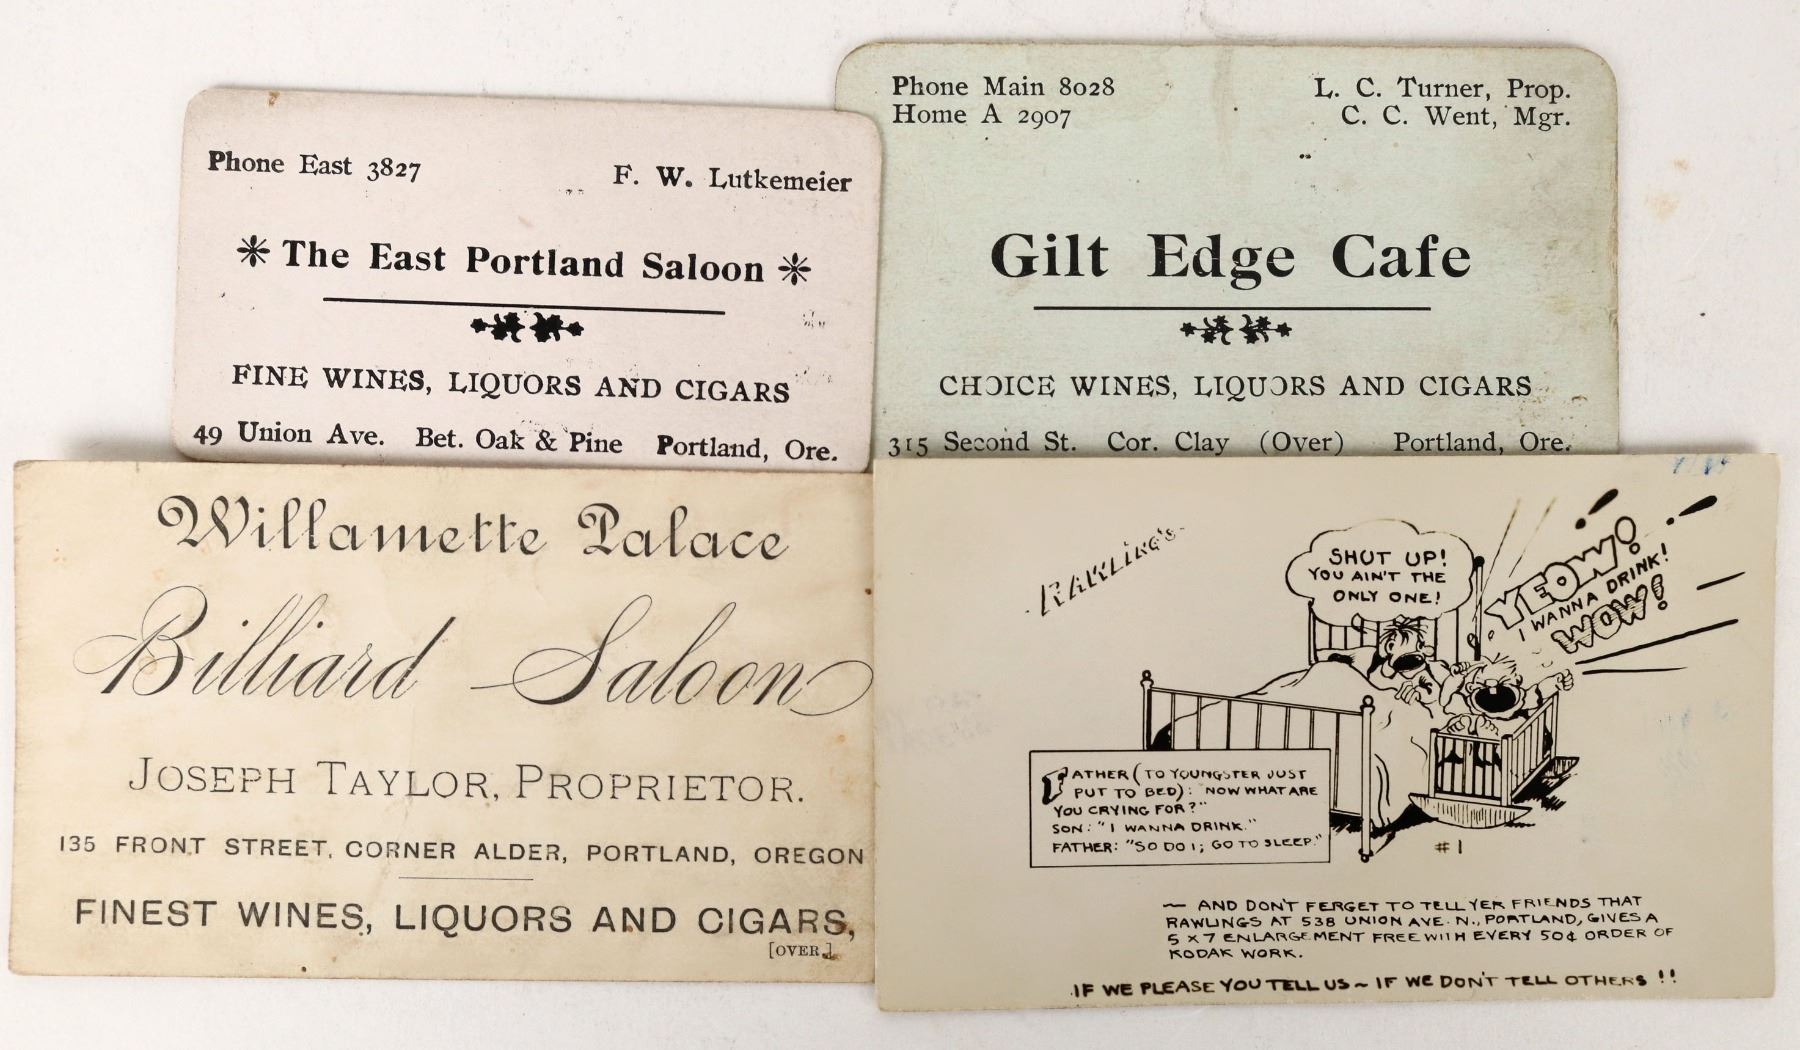 Phone East 3827 F. W. Lutkemeier
The East Portland Saloon
FINE WINES, LIQUORS AND CIGARS
49 Union Ave. Bet. Oak & Pine Portland, Ore.
Phone Main 8028 L. C. Turner, Prop.
Home A 2907 C. C. Went, Mgr.
Gilt Edge Cafe
CHOICE WINES, LIQUORS AND CIGARS
315 Second St. Cor. Clay (Over) Portland, Ore.
Willamette Palace
Billiard Saloon
JOSEPH TAYLOR, PROPRIETOR.
135 FRONT STREET, CORNER ALDER, PORTLAND, OREGON
FINEST WINES, LIQUORS AND CIGARS,
[OVER]
RAWLING'S
SHUT UP!
YOU AIN'T THE
ONLY ONE!
YEOW!
I WANNA DRINK!
WOW!
FATHER (TO YOUNGSTER JUST
PUT TO BED): "NOW WHAT ARE
YOU CRYING FOR?"
SON: "I WANNA DRINK."
FATHER: "SO DO I; GO TO SLEEP."
#1
— AND DON'T FERGET TO TELL YER FRIENDS THAT
RAWLINGS AT 538 UNION AVE. N., PORTLAND, GIVES A
5 X 7 ENLARGEMENT FREE WITH EVERY 50¢ ORDER OF
KODAK WORK.
IF WE PLEASE YOU TELL US ~ IF WE DON'T TELL OTHERS!!